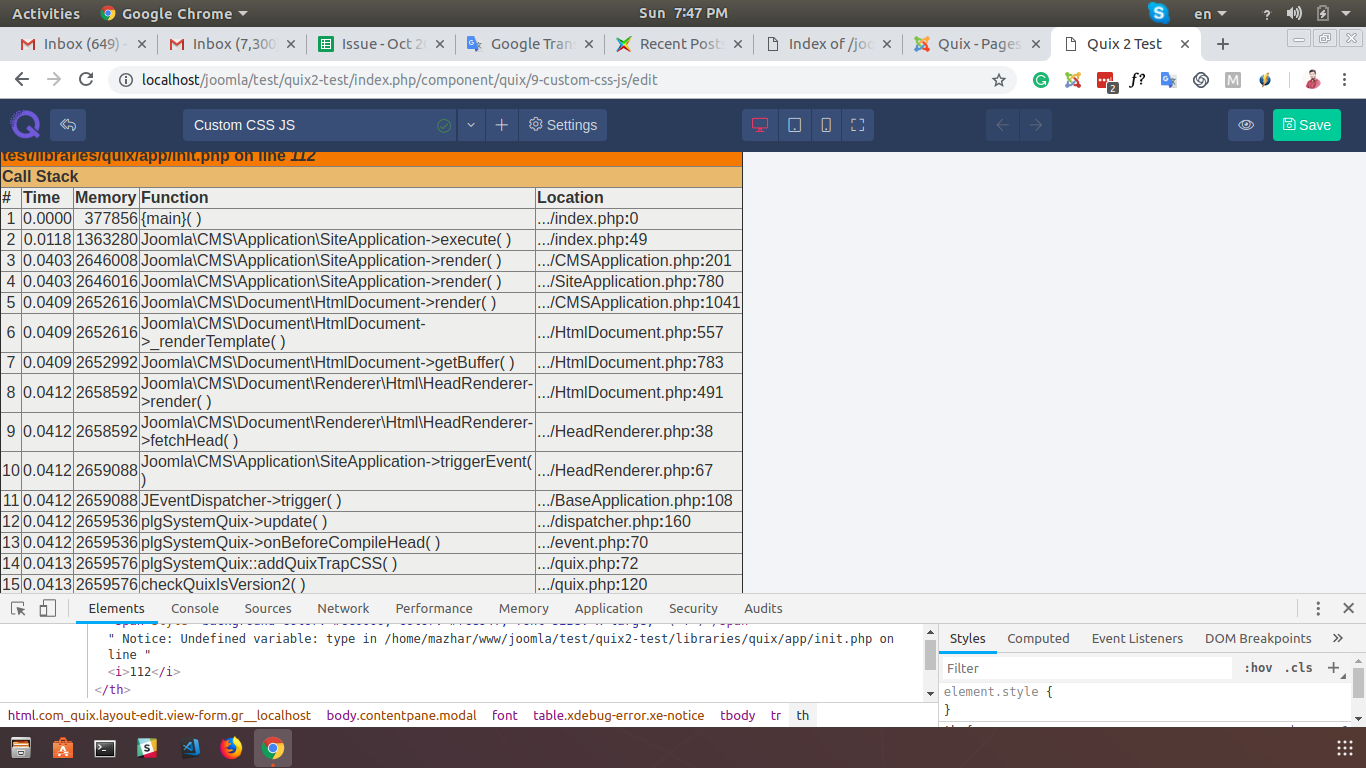 Activities Google Chrome Sun 7:47 PM en ?
Inbox (649) - Inbox (7,300 Issue - Oct 20 Google Tran Recent Posts Index of /joo Quix - Pages Quix 2 Test
localhost/joomla/test/quix2-test/index.php/component/quix/9-custom-css-js/edit 2 f? M
Custom CSS JS Settings Save
test/libraries/quix/app/init.php on line 112
Call Stack
# Time Memory Function Location
1 0.0000 377856 {main}( ) .../index.php:0
2 0.0118 1363280 Joomla\CMS\Application\SiteApplication->execute( ) .../index.php:49
3 0.0403 2646008 Joomla\CMS\Application\SiteApplication->render( ) .../CMSApplication.php:201
4 0.0403 2646016 Joomla\CMS\Application\SiteApplication->render( ) .../SiteApplication.php:780
5 0.0409 2652616 Joomla\CMS\Document\HtmlDocument->render( ) .../CMSApplication.php:1041
6 0.0409 2652616 Joomla\CMS\Document\HtmlDocument-
>_renderTemplate( ) .../HtmlDocument.php:557
7 0.0409 2652992 Joomla\CMS\Document\HtmlDocument->getBuffer( ) .../HtmlDocument.php:783
8 0.0412 2658592 Joomla\CMS\Document\Renderer\Html\HeadRenderer-
>render( ) .../HtmlDocument.php:491
9 0.0412 2658592 Joomla\CMS\Document\Renderer\Html\HeadRenderer-
>fetchHead( ) .../HeadRenderer.php:38
10 0.0412 2659088 Joomla\CMS\Application\SiteApplication->triggerEvent(
) .../HeadRenderer.php:67
11 0.0412 2659088 JEventDispatcher->trigger( ) .../BaseApplication.php:108
12 0.0412 2659536 plgSystemQuix->update( ) .../dispatcher.php:160
13 0.0412 2659536 plgSystemQuix->onBeforeCompileHead( ) .../event.php:70
14 0.0413 2659576 plgSystemQuix::addQuixTrapCSS( ) .../quix.php:72
15 0.0413 2659576 checkQuixIsVersion2( ) .../quix.php:120
Elements Console Sources Network Performance Memory Application Security Audits
" Notice: Undefined variable: type in /home/mazhar/www/joomla/test/quix2-test/libraries/quix/app/init.php on
line "
<i>112</i>
</th>
Styles Computed Event Listeners DOM Breakpoints »
Filter :hov .cls +
element.style {
}
html.com_quix.layout-edit.view-form.gr__localhost body.contentpane.modal font table.xdebug-error.xe-notice tbody tr th